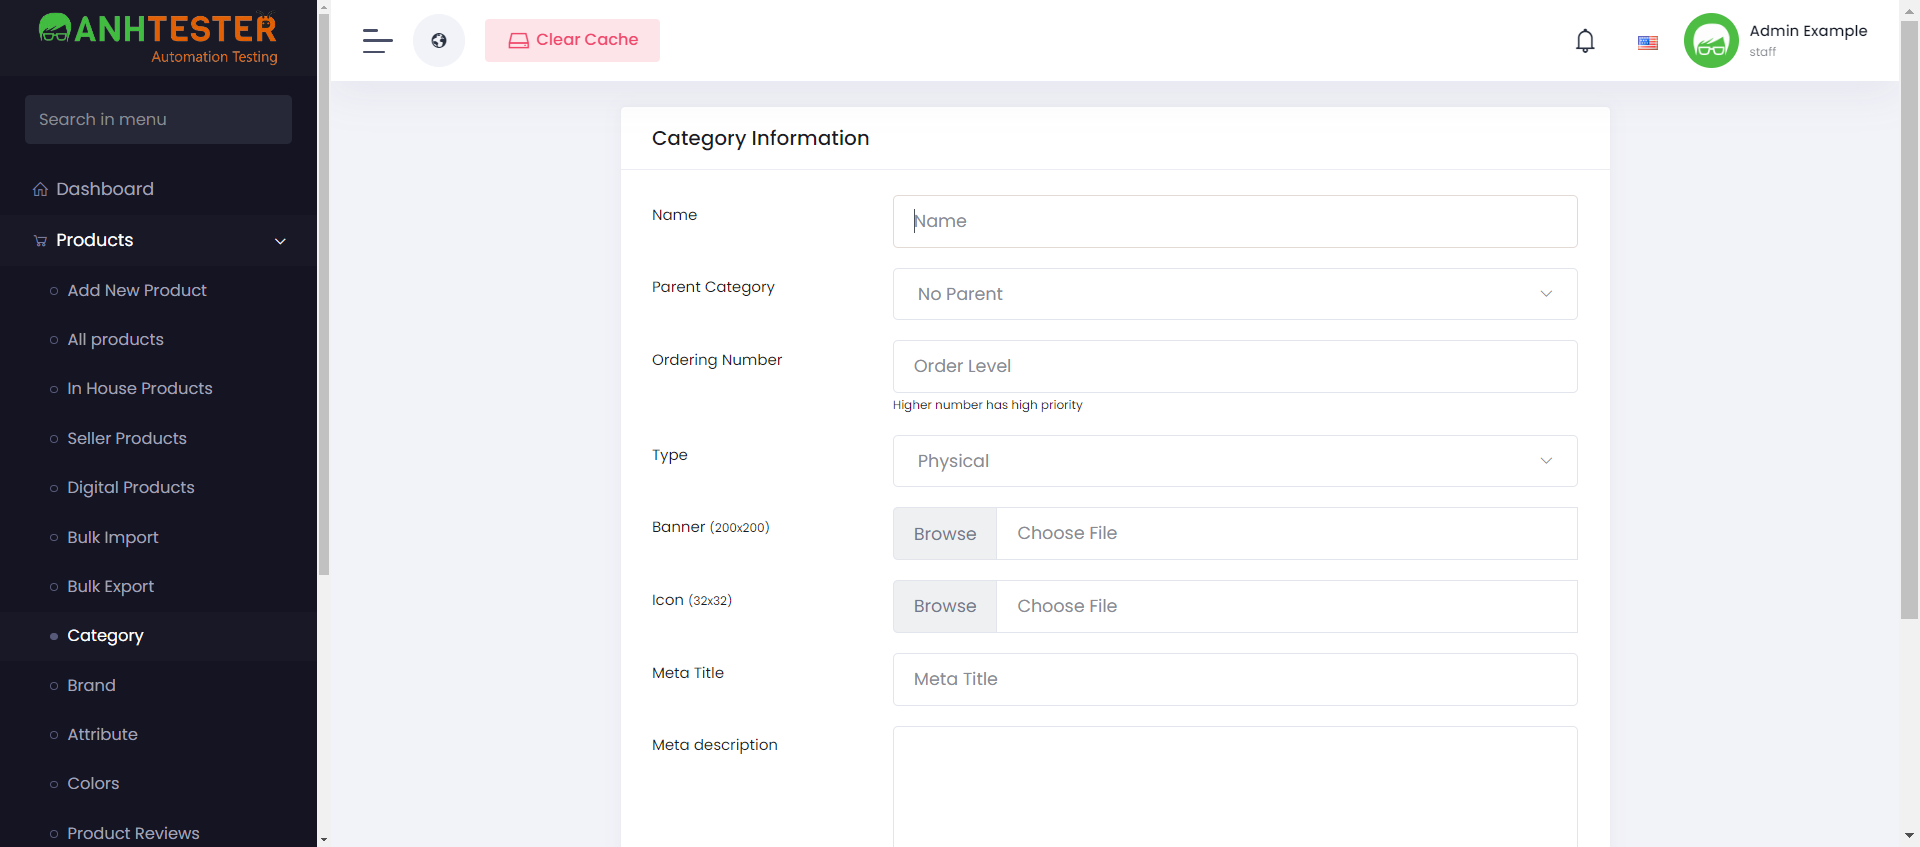 ANHTESTER
Automation Testing
Search in menu
Dashboard
Products
Add New Product
All products
In House Products
Seller Products
Digital Products
Bulk Import
Bulk Export
Category
Brand
Attribute
Colors
Product Reviews
Clear Cache
Admin Example
staff
Category Information
Name
Name
Parent Category
No Parent
Ordering Number
Order Level
Higher number has high priority
Type
Physical
Banner (200x200)
Browse
Choose File
Icon (32x32)
Browse
Choose File
Meta Title
Meta Title
Meta description